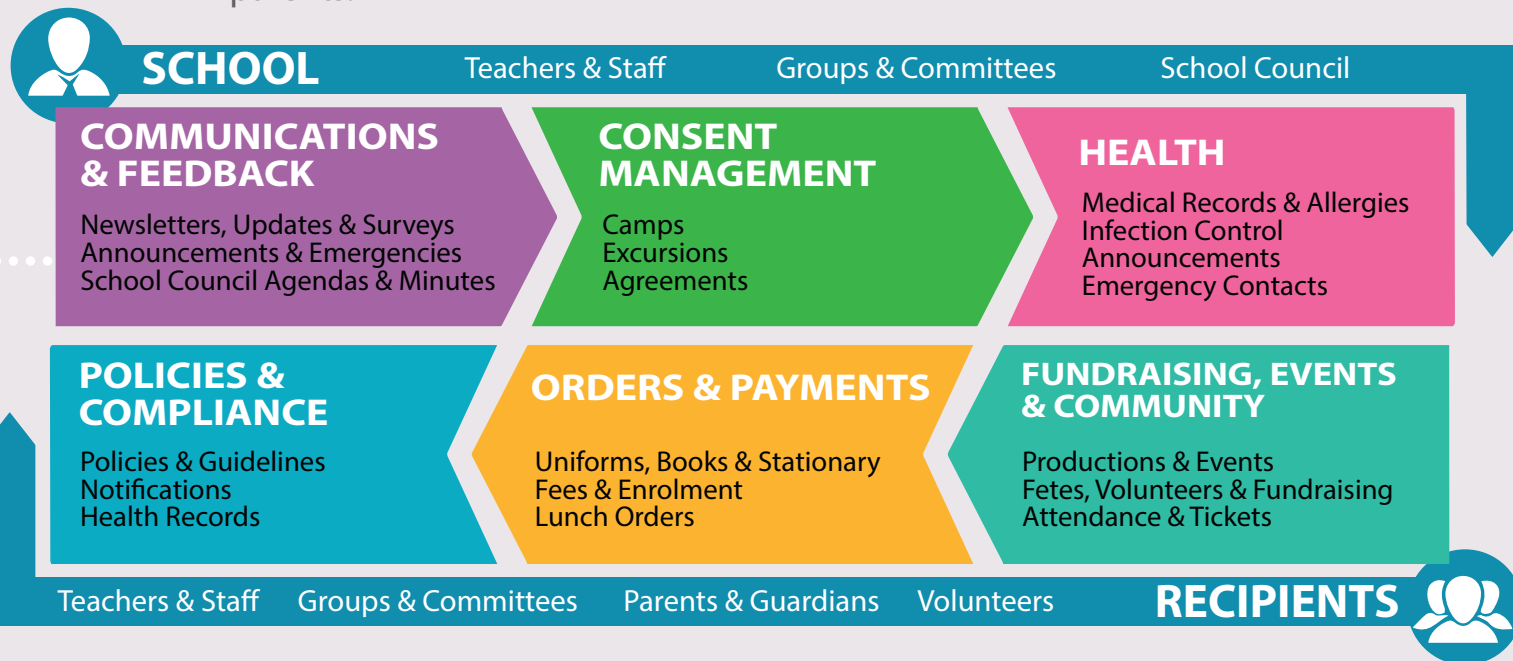 SCHOOL Teachers & Staff Groups & Committees School Council
COMMUNICATIONS
& FEEDBACK
Newsletters, Updates & Surveys
Announcements & Emergencies
School Council Agendas & Minutes
CONSENT
MANAGEMENT
Camps
Excursions
Agreements
HEALTH
Medical Records & Allergies
Infection Control
Announcements
Emergency Contacts
POLICIES &
COMPLIANCE
Policies & Guidelines
Notifications
Health Records
ORDERS & PAYMENTS
Uniforms, Books & Stationary
Fees & Enrolment
Lunch Orders
FUNDRAISING, EVENTS
& COMMUNITY
Productions & Events
Fetes, Volunteers & Fundraising
Attendance & Tickets
Teachers & Staff Groups & Committees Parents & Guardians Volunteers RECIPIENTS